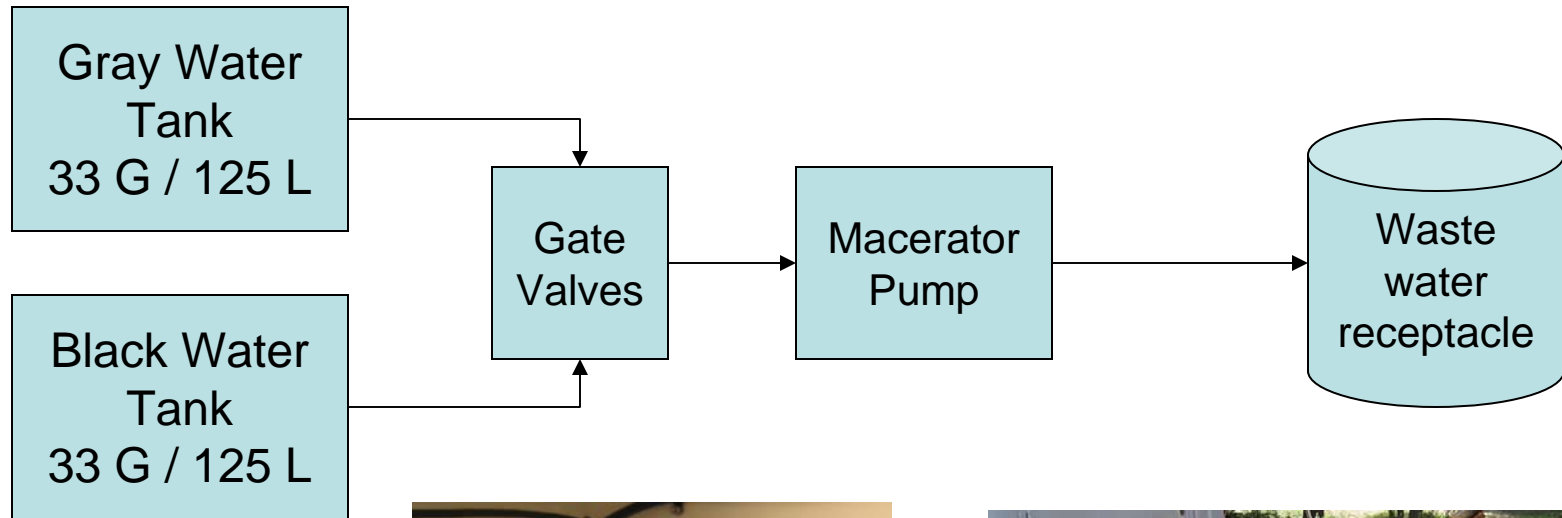 Gray Water
Tank
33 G / 125 L
Gate
Valves
Macerator
Pump
Waste
water
receptacle
Black Water
Tank
33 G / 125 L